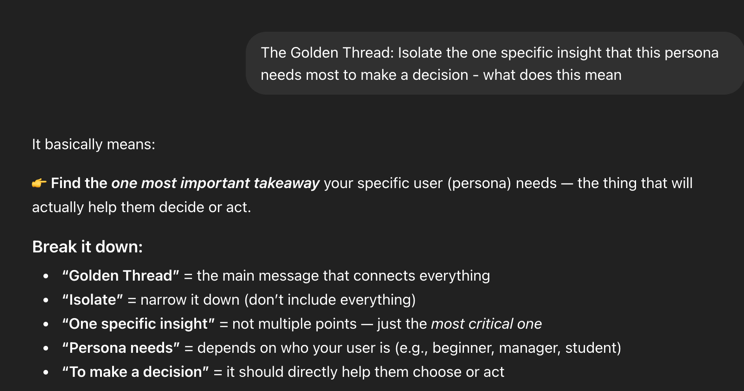 The Golden Thread: Isolate the one specific insight that this persona
needs most to make a decision - what does this mean
It basically means:
👉 Find the one most important takeaway your specific user (persona) needs — the thing that will
actually help them decide or act.
Break it down:
• “Golden Thread” = the main message that connects everything
• “Isolate” = narrow it down (don’t include everything)
• “One specific insight” = not multiple points — just the most critical one
• “Persona needs” = depends on who your user is (e.g., beginner, manager, student)
• “To make a decision” = it should directly help them choose or act